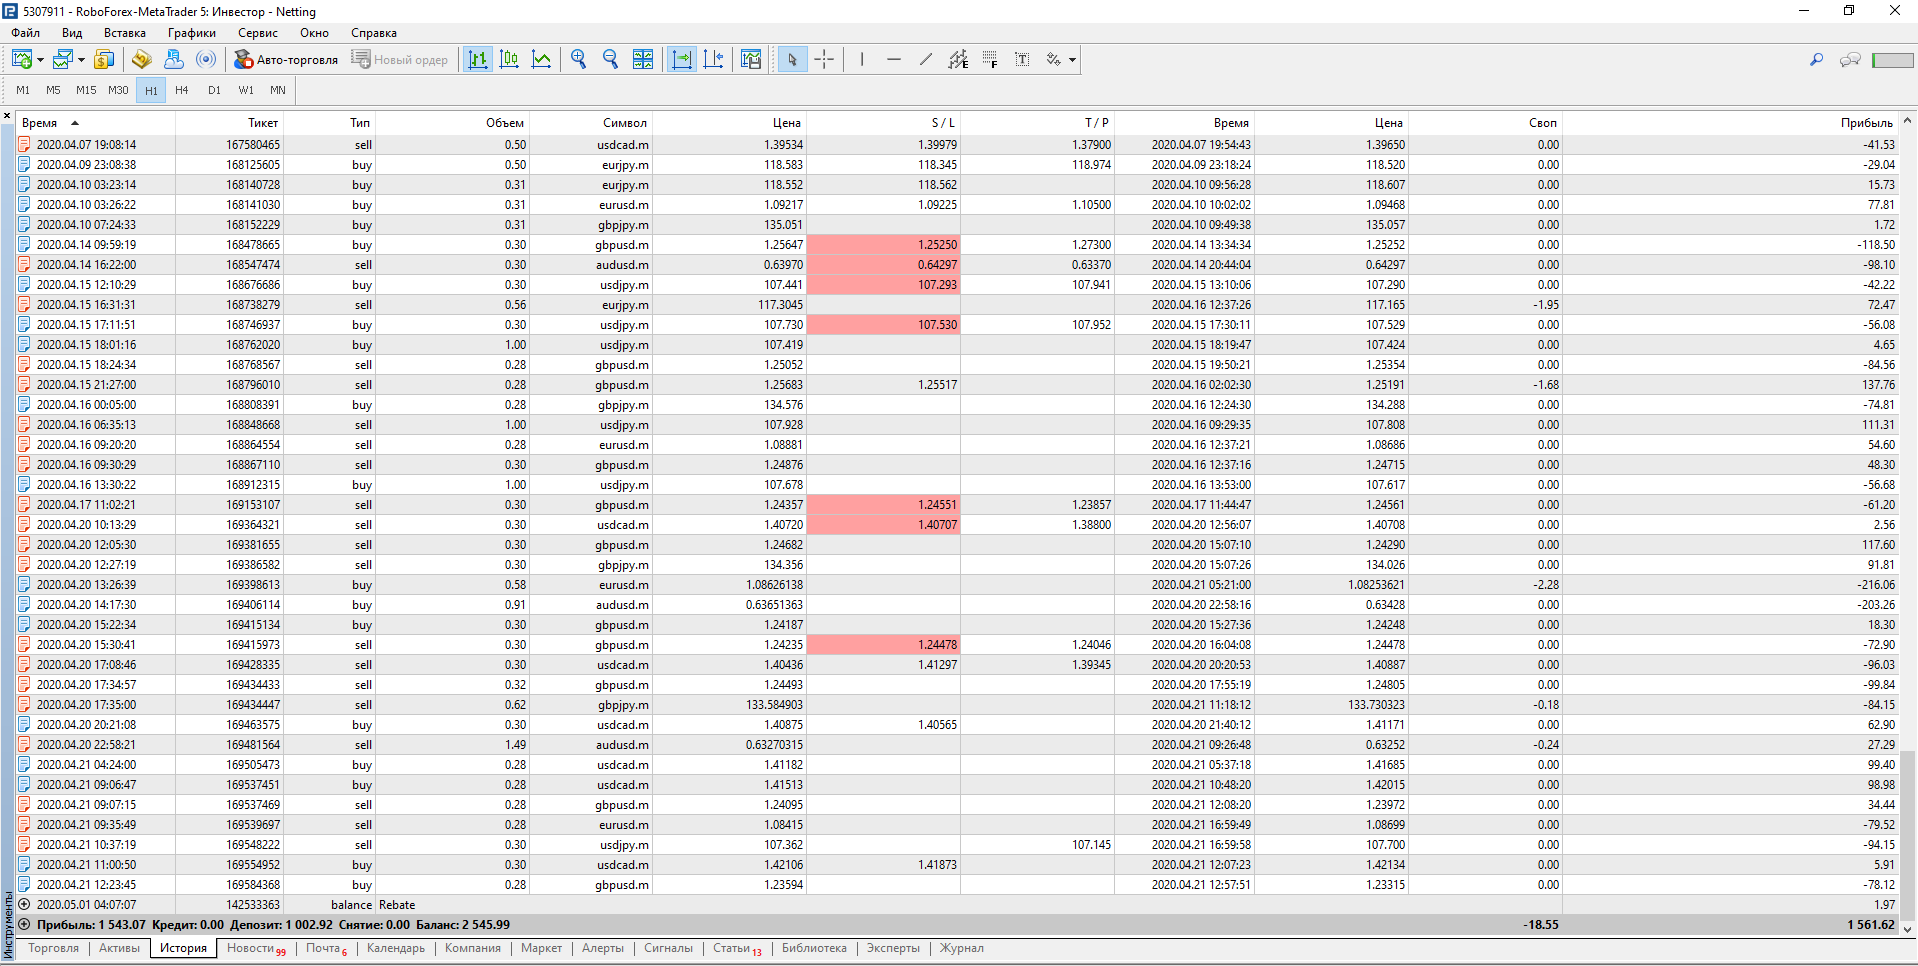 5307911 - RoboForex-MetaTrader 5: Инвестор - Netting
Файл Вид Вставка Графики Сервис Окно Справка
Авто-торговля Новый ордер
M1 M5 M15 M30 H1 H4 D1 W1 MN
Время Тикет Тип Объем Символ Цена S / L T / P Время Цена Своп Прибыль
2020.04.07 19:08:14 167580465 sell 0.50 usdcad.m 1.39534 1.39979 1.37900 2020.04.07 19:54:43 1.39650 0.00 -41.53
2020.04.09 23:08:38 168125605 buy 0.50 eurjpy.m 118.583 118.345 118.974 2020.04.09 23:18:24 118.520 0.00 -29.04
2020.04.10 03:23:14 168140728 buy 0.31 eurjpy.m 118.552 118.562 2020.04.10 09:56:28 118.607 0.00 15.73
2020.04.10 03:26:22 168141030 buy 0.31 eurusd.m 1.09217 1.09225 1.10500 2020.04.10 10:02:02 1.09468 0.00 77.81
2020.04.10 07:24:33 168152229 buy 0.31 gbpjpy.m 135.051 2020.04.10 09:49:38 135.057 0.00 1.72
2020.04.14 09:59:19 168478665 buy 0.30 gbpusd.m 1.25647 1.25250 1.27300 2020.04.14 13:34:34 1.25252 0.00 -118.50
2020.04.14 16:22:00 168547474 sell 0.30 audusd.m 0.63970 0.64297 0.63370 2020.04.14 20:44:04 0.64297 0.00 -98.10
2020.04.15 12:10:29 168676686 buy 0.30 usdjpy.m 107.441 107.293 107.941 2020.04.15 13:10:06 107.290 0.00 -42.22
2020.04.15 16:31:31 168738279 sell 0.56 eurjpy.m 117.3045 2020.04.16 12:37:26 117.165 -1.95 72.47
2020.04.15 17:11:51 168746937 buy 0.30 usdjpy.m 107.730 107.530 107.952 2020.04.15 17:30:11 107.529 0.00 -56.08
2020.04.15 18:01:16 168762020 buy 1.00 usdjpy.m 107.419 2020.04.15 18:19:47 107.424 0.00 4.65
2020.04.15 18:24:34 168768567 sell 0.28 gbpusd.m 1.25052 2020.04.15 19:50:21 1.25354 0.00 -84.56
2020.04.15 21:27:00 168796010 sell 0.28 gbpusd.m 1.25683 1.25517 2020.04.16 02:02:30 1.25191 -1.68 137.76
2020.04.16 00:05:00 168808391 buy 0.28 gbpjpy.m 134.576 2020.04.16 12:24:30 134.288 0.00 -74.81
2020.04.16 06:35:13 168848668 sell 1.00 usdjpy.m 107.928 2020.04.16 09:29:35 107.808 0.00 111.31
2020.04.16 09:20:20 168864554 sell 0.28 eurusd.m 1.08881 2020.04.16 12:37:21 1.08686 0.00 54.60
2020.04.16 09:30:29 168867110 sell 0.30 gbpusd.m 1.24876 2020.04.16 12:37:16 1.24715 0.00 48.30
2020.04.16 13:30:22 168912315 buy 1.00 usdjpy.m 107.678 2020.04.16 13:53:00 107.617 0.00 -56.68
2020.04.17 11:02:21 169153107 sell 0.30 gbpusd.m 1.24357 1.24551 1.23857 2020.04.17 11:44:47 1.24561 0.00 -61.20
2020.04.20 10:13:29 169364321 sell 0.30 usdcad.m 1.40720 1.40707 1.38800 2020.04.20 12:56:07 1.40708 0.00 2.56
2020.04.20 12:05:30 169381655 sell 0.30 gbpusd.m 1.24682 2020.04.20 15:07:10 1.24290 0.00 117.60
2020.04.20 12:27:19 169386582 sell 0.30 gbpjpy.m 134.356 2020.04.20 15:07:26 134.026 0.00 91.81
2020.04.20 13:26:39 169398613 buy 0.58 eurusd.m 1.08626138 2020.04.21 05:21:00 1.08253621 -2.28 -216.06
2020.04.20 14:17:30 169406114 buy 0.91 audusd.m 0.63651363 2020.04.20 22:58:16 0.63428 0.00 -203.26
2020.04.20 15:22:34 169415134 buy 0.30 gbpusd.m 1.24187 2020.04.20 15:27:36 1.24248 0.00 18.30
2020.04.20 15:30:41 169415973 sell 0.30 gbpusd.m 1.24235 1.24478 1.24046 2020.04.20 16:04:08 1.24478 0.00 -72.90
2020.04.20 17:08:46 169428335 sell 0.30 usdcad.m 1.40436 1.41297 1.39345 2020.04.20 20:20:53 1.40887 0.00 -96.03
2020.04.20 17:34:57 169434433 sell 0.32 gbpusd.m 1.24493 2020.04.20 17:55:19 1.24805 0.00 -99.84
2020.04.20 17:35:00 169434447 sell 0.62 gbpjpy.m 133.584903 2020.04.21 11:18:12 133.730323 -0.18 -84.15
2020.04.20 20:21:08 169463575 buy 0.30 usdcad.m 1.40875 1.40565 2020.04.20 21:40:12 1.41171 0.00 62.90
2020.04.20 22:58:21 169481564 sell 1.49 audusd.m 0.63270315 2020.04.21 09:26:48 0.63252 -0.24 27.29
2020.04.21 04:24:00 169505473 buy 0.28 usdcad.m 1.41182 2020.04.21 05:37:18 1.41685 0.00 99.40
2020.04.21 09:06:47 169537451 buy 0.28 usdcad.m 1.41513 2020.04.21 10:48:20 1.42015 0.00 98.98
2020.04.21 09:07:15 169537469 sell 0.28 gbpusd.m 1.24095 2020.04.21 12:08:20 1.23972 0.00 34.44
2020.04.21 09:35:49 169539697 sell 0.28 eurusd.m 1.08415 2020.04.21 16:59:49 1.08699 0.00 -79.52
2020.04.21 10:37:19 169548222 sell 0.30 usdjpy.m 107.362 107.145 2020.04.21 16:59:58 107.700 0.00 -94.15
2020.04.21 11:00:50 169554952 buy 0.30 usdcad.m 1.42106 1.41873 2020.04.21 12:07:23 1.42134 0.00 5.91
2020.04.21 12:23:45 169584368 buy 0.28 gbpusd.m 1.23594 2020.04.21 12:57:51 1.23315 0.00 -78.12
2020.05.01 04:07:07 142533363 balance Rebate 1.97
Прибыль: 1 543.07 Кредит: 0.00 Депозит: 1 002.92 Снятие: 0.00 Баланс: 2 545.99 -18.55 1 561.62
Инструменты
Торговля Активы История Новости 99 Почта 6 Календарь Компания Маркет Алерты Сигналы Статьи 13 Библиотека Эксперты Журнал